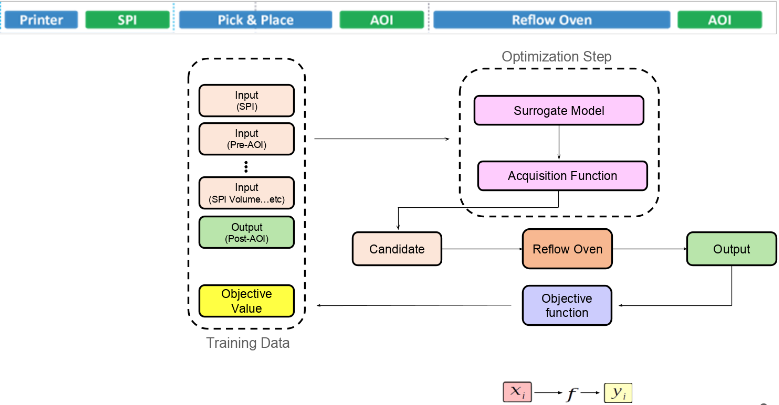 Printer SPI Pick & Place AOI Reflow Oven AOI
Optimization Step
Input
(SPI)
Input
(Pre-AOI)
Input
(SPI Volume…etc)
Output
(Post-AOI)
Objective
Value
Training Data
Surrogate Model
Acquisition Function
Candidate
Reflow Oven
Output
Objective
function
x_i f y_i